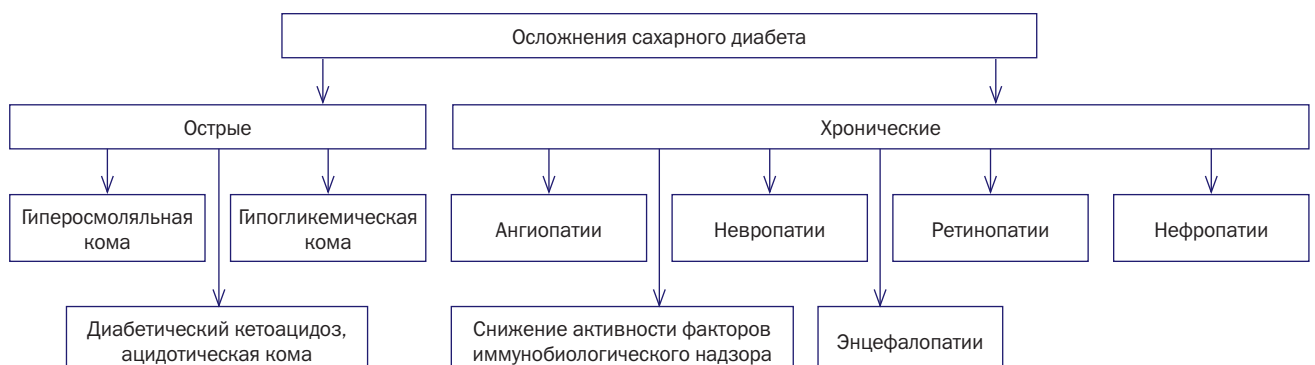 Осложнения сахарного диабета
Острые
Хронические
Гиперосмоляльная
кома
Гипогликемическая
кома
Ангиопатии
Невропатии
Ретинопатии
Нефропатии
Диабетический кетоацидоз,
ацидотическая кома
Снижение активности факторов
иммунобиологического надзора
Энцефалопатии